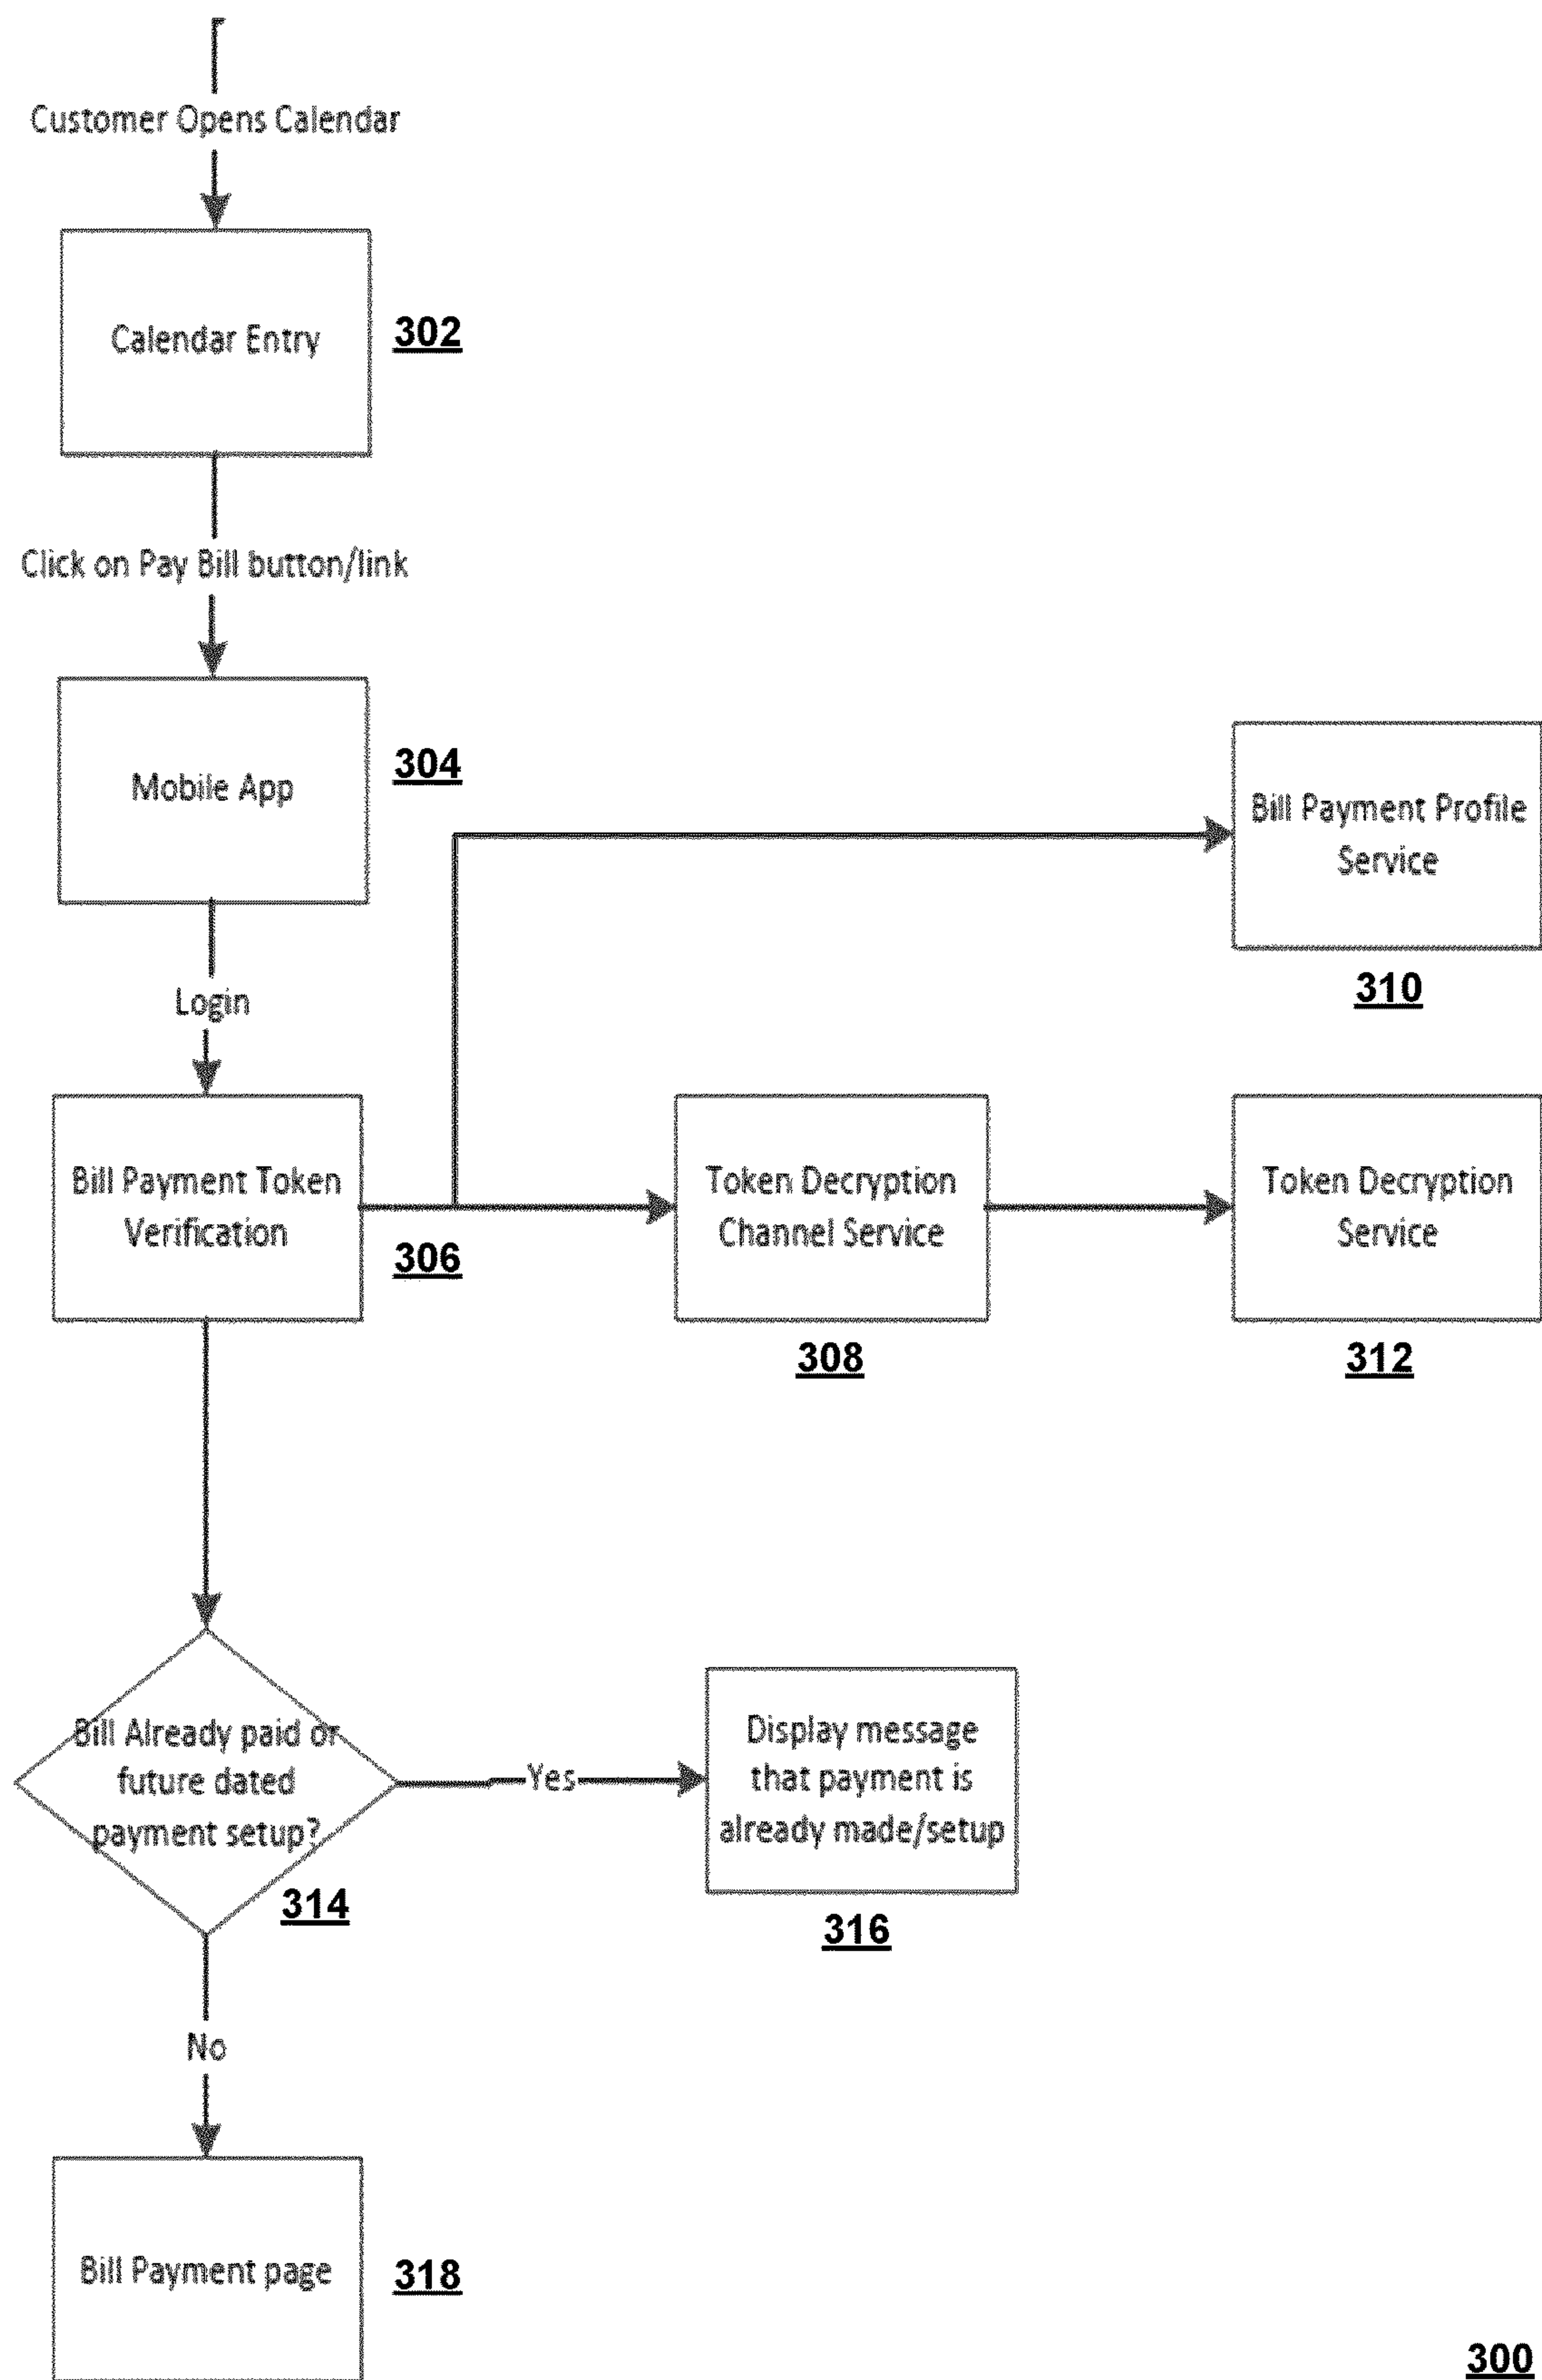 Customer Opens Calendar
Calendar Entry
302
Click on Pay Bill button/link
Mobile App
304
Bill Payment Profile
Service
310
Login
Bill Payment Token
Verification
306
Token Decryption
Channel Service
308
Token Decryption
Service
312
Bill Already paid or
future dated
payment setup?
314
Yes
Display message
that payment is
already made/setup
316
No
Bill Payment page
318
300